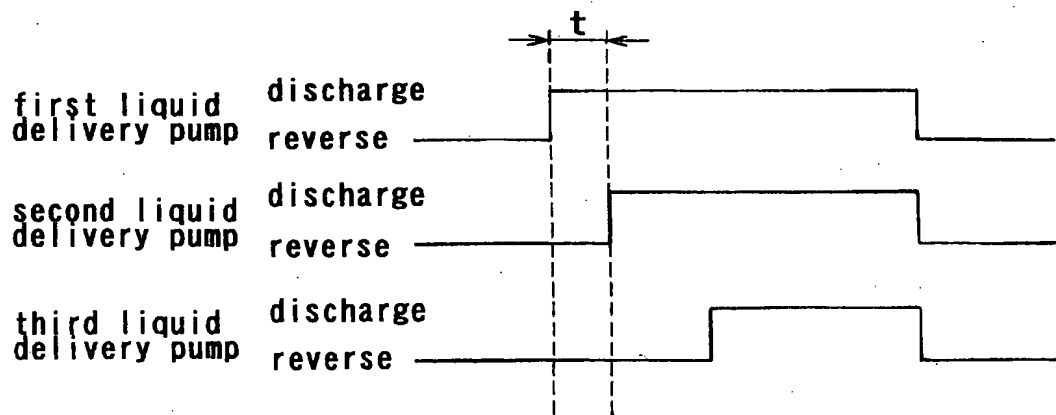 t
first liquid
delivery pump
discharge
reverse
second liquid
delivery pump
discharge
reverse
third liquid
delivery pump
discharge
reverse